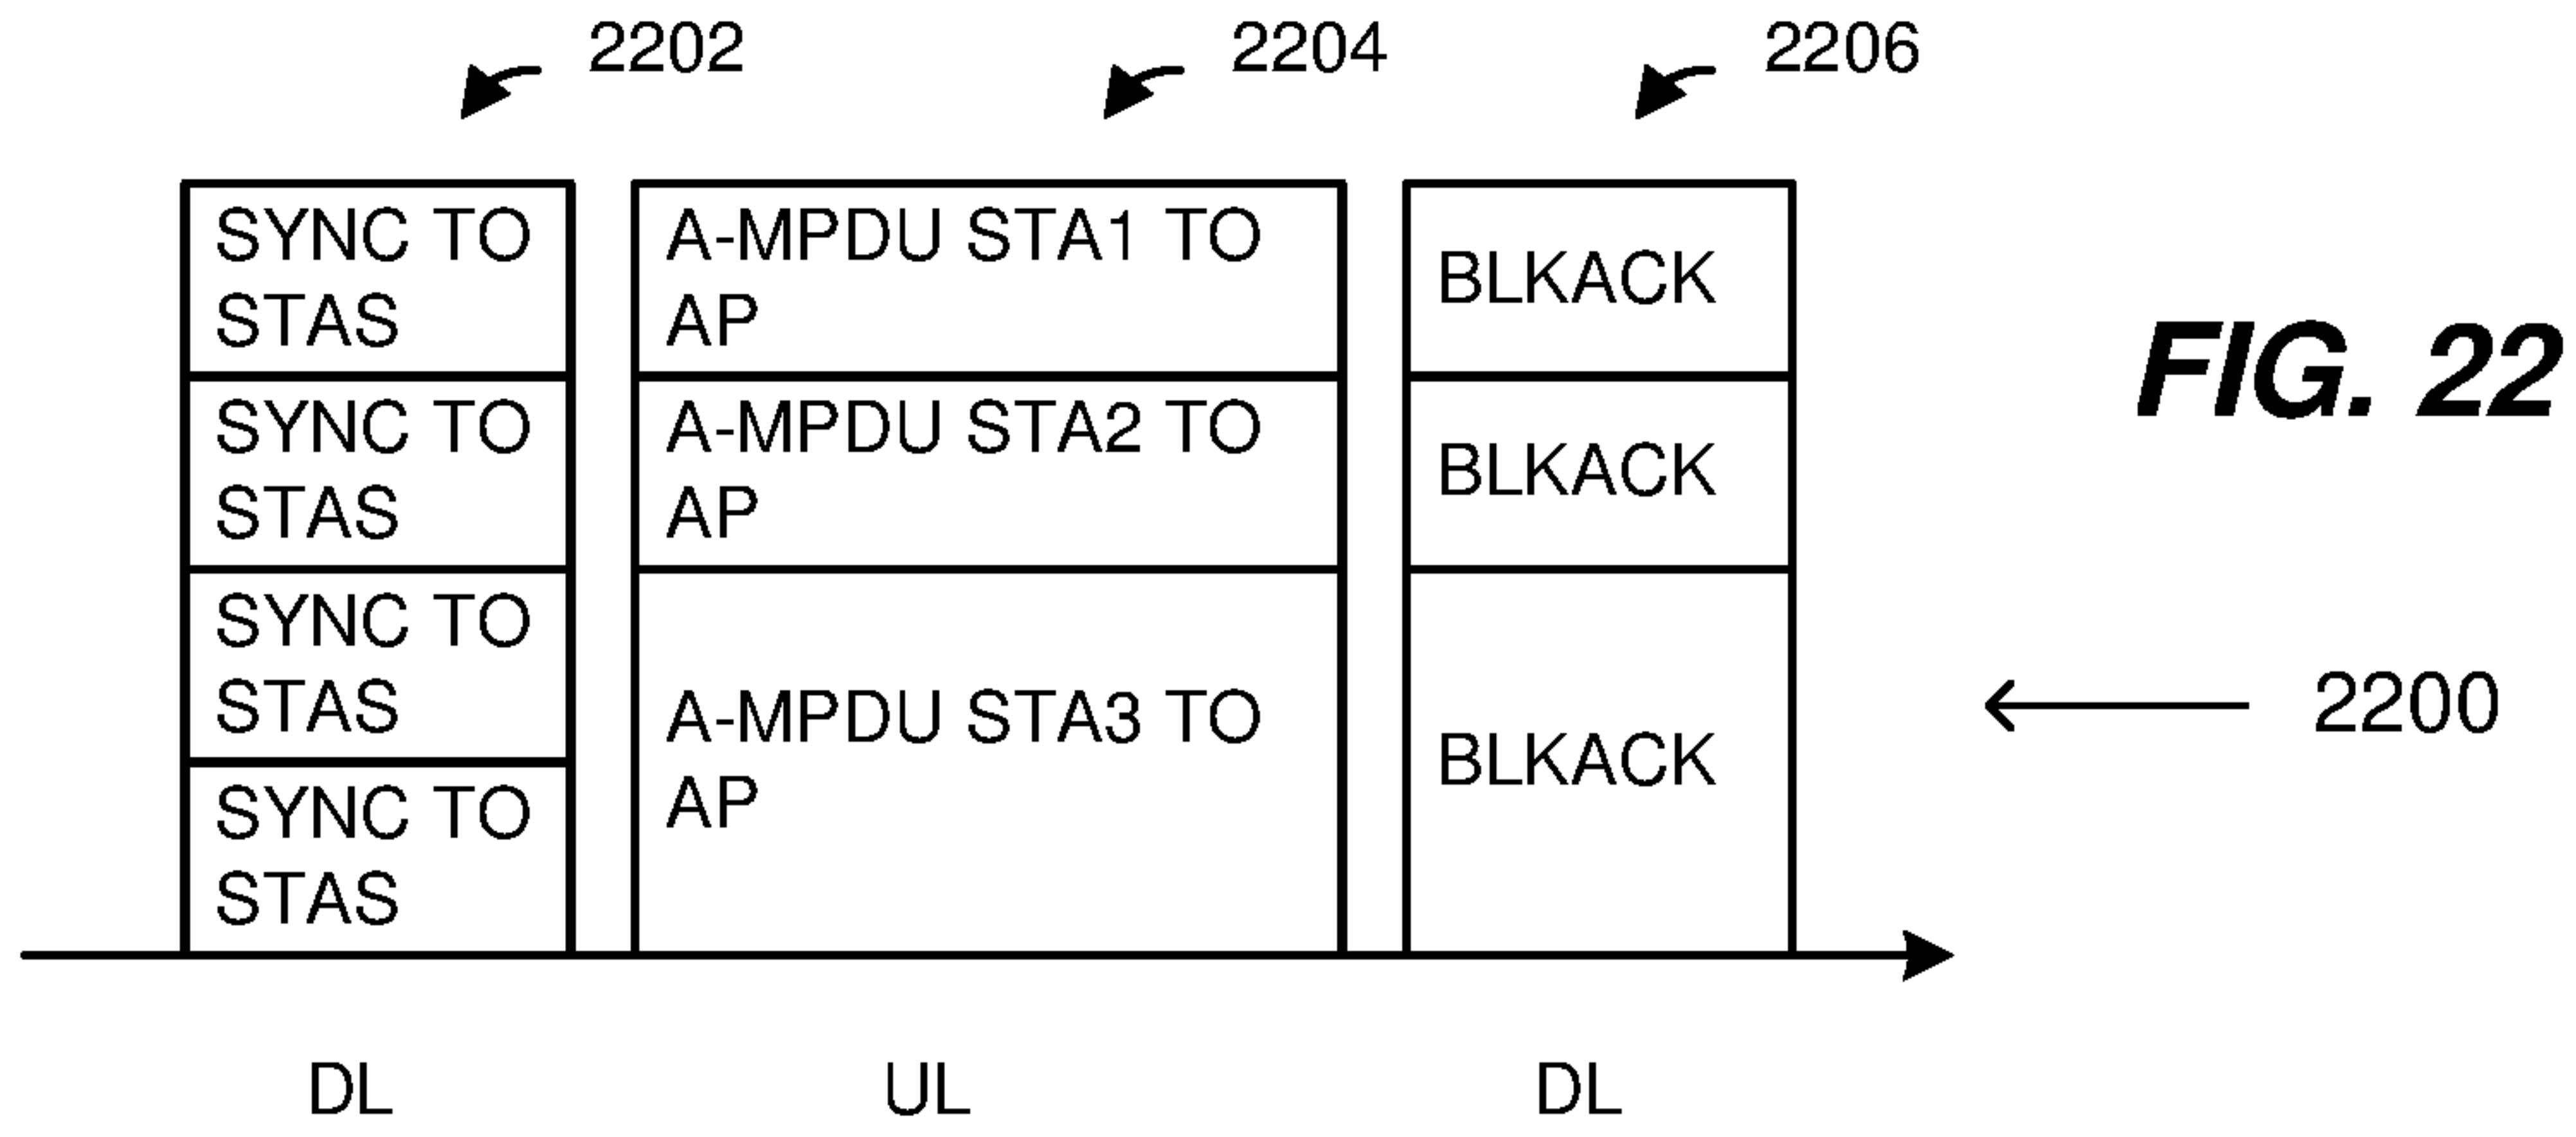 2202
2204
2206
SYNC TO
STAS
SYNC TO
STAS
SYNC TO
STAS
SYNC TO
STAS
A-MPDU STA1 TO
AP
A-MPDU STA2 TO
AP
A-MPDU STA3 TO
AP
BLKACK
BLKACK
BLKACK
FIG. 22
2200
DL
UL
DL